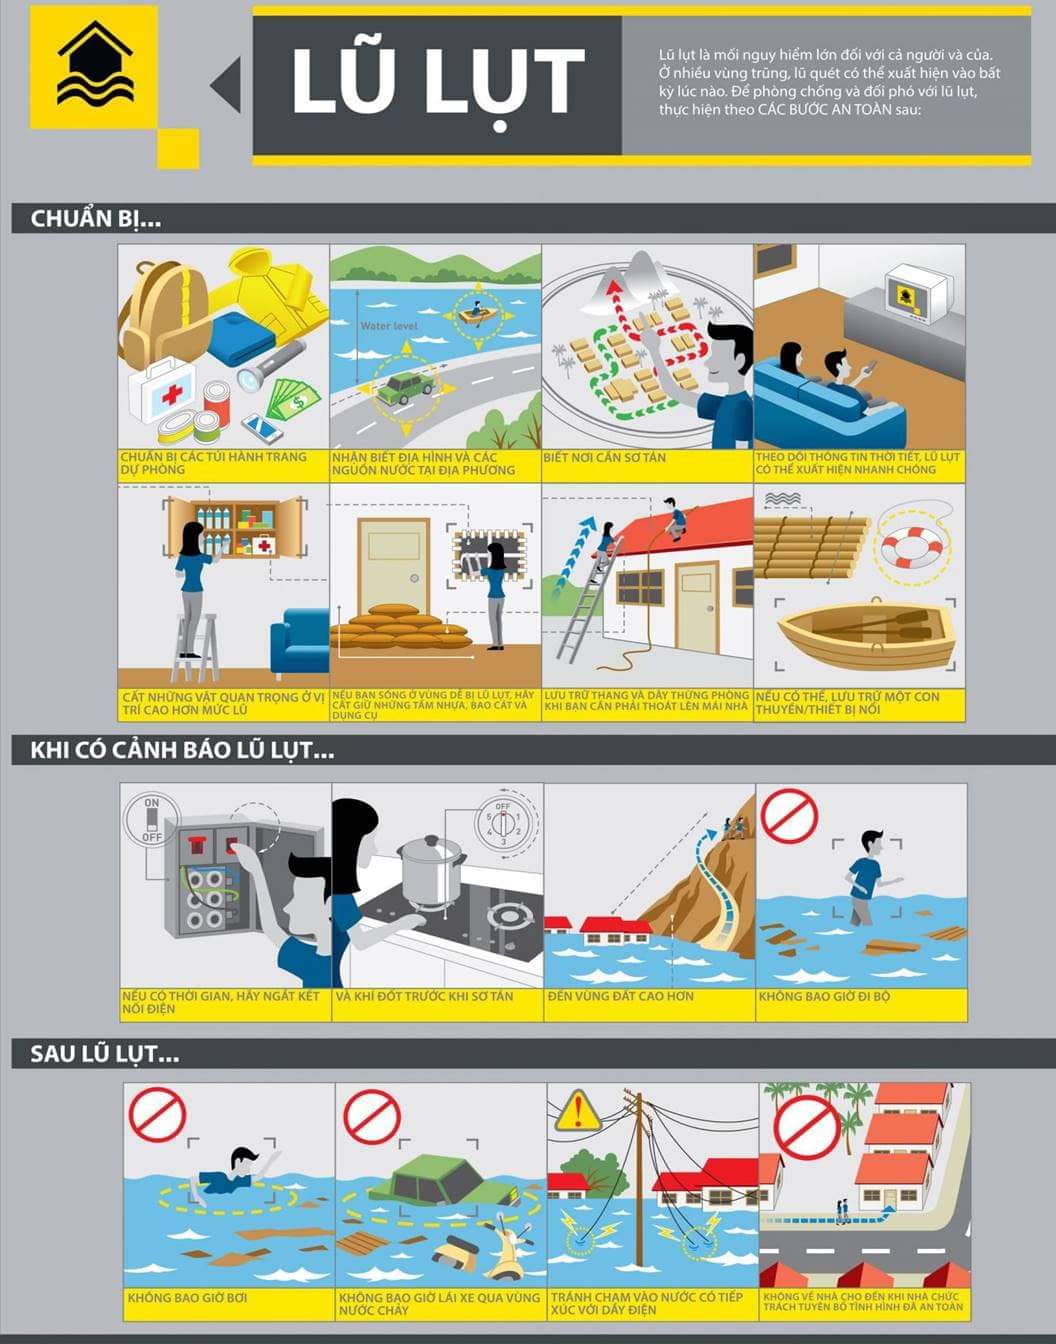 LŨ LỤT
Lũ lụt là mối nguy hiểm lớn đối với cả người và của.
Ở nhiều vùng trũng, lũ quét có thể xuất hiện vào bất
kỳ lúc nào. Để phòng chống và đối phó với lũ lụt,
thực hiện theo CÁC BƯỚC AN TOÀN sau:
CHUẨN BỊ...
Water level
CHUẨN BỊ CÁC TÚI HÀNH TRANG
DỰ PHÒNG
NHẬN BIẾT ĐỊA HÌNH VÀ CÁC
NGUỒN NƯỚC TẠI ĐỊA PHƯƠNG
BIẾT NƠI CẦN SƠ TÁN
THEO DÕI THÔNG TIN THỜI TIẾT, LŨ LỤT
CÓ THỂ XUẤT HIỆN NHANH CHÓNG
CẤT NHỮNG VẬT QUAN TRỌNG Ở VỊ
TRÍ CAO HƠN MỨC LŨ
NẾU BẠN SỐNG Ở VÙNG DỄ BỊ LŨ LỤT, HÃY
CẤT GIỮ NHỮNG TẤM NHỰA, BAO CÁT VÀ
DỤNG CỤ
LƯU TRỮ THANG VÀ DÂY THỪNG PHÒNG
KHI BẠN CẦN PHẢI THOÁT LÊN MÁI NHÀ
NẾU CÓ THỂ, LƯU TRỮ MỘT CON
THUYỀN/THIẾT BỊ NỔI
KHI CÓ CẢNH BÁO LŨ LỤT...
ON
OFF
OFF
5 1
4 2
3
NẾU CÓ THỜI GIAN, HÃY NGẮT KẾT
NỐI ĐIỆN
VÀ KHÍ ĐỐT TRƯỚC KHI SƠ TÁN
ĐẾN VÙNG ĐẤT CAO HƠN
KHÔNG BAO GIỜ ĐI BỘ
SAU LŨ LỤT...
KHÔNG BAO GIỜ BƠI
KHÔNG BAO GIỜ LÁI XE QUA VÙNG
NƯỚC CHẢY
TRÁNH CHẠM VÀO NƯỚC CÓ TIẾP
XÚC VỚI DÂY ĐIỆN
KHÔNG VỀ NHÀ CHO ĐẾN KHI NHÀ CHỨC
TRÁCH TUYÊN BỐ TÌNH HÌNH ĐÃ AN TOÀN